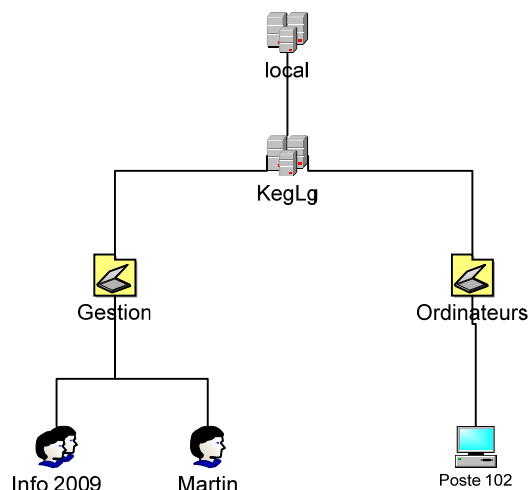 local
KegLg
Gestion
Ordinateurs
Info 2009
Martin
Poste 102